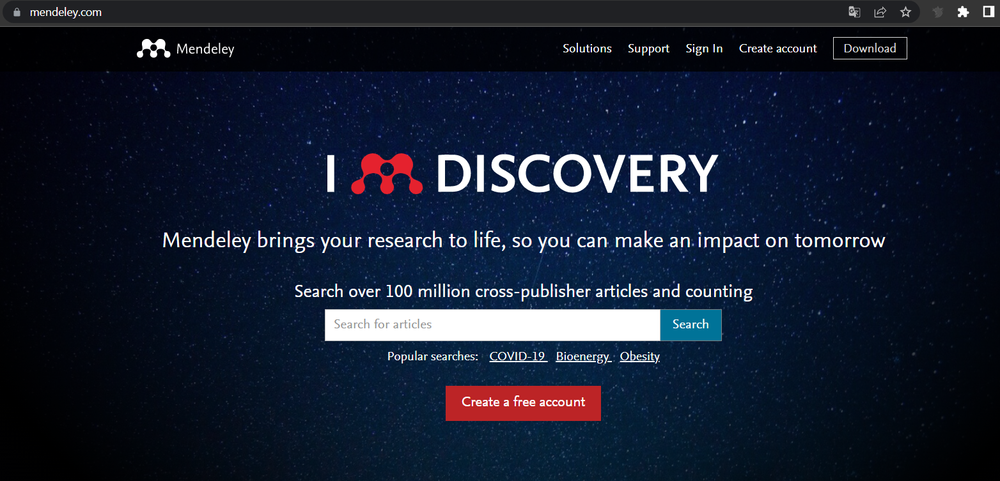 mendeley.com
Mendeley
Solutions Support Sign In Create account Download
I DISCOVERY
Mendeley brings your research to life, so you can make an impact on tomorrow
Search over 100 million cross-publisher articles and counting
Search for articles Search
Popular searches: COVID-19 Bioenergy Obesity
Create a free account